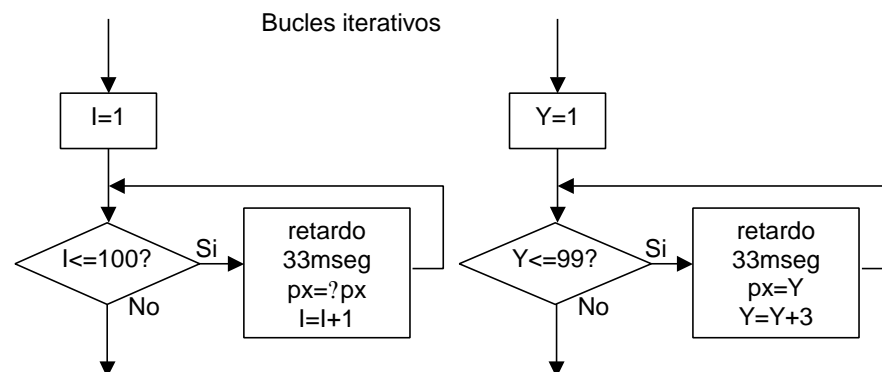 Bucles iterativos
I=1
I<=100?
Si
No
retardo
33mseg
px=?px
I=I+1
Y=1
Y<=99?
Si
No
retardo
33mseg
px=Y
Y=Y+3